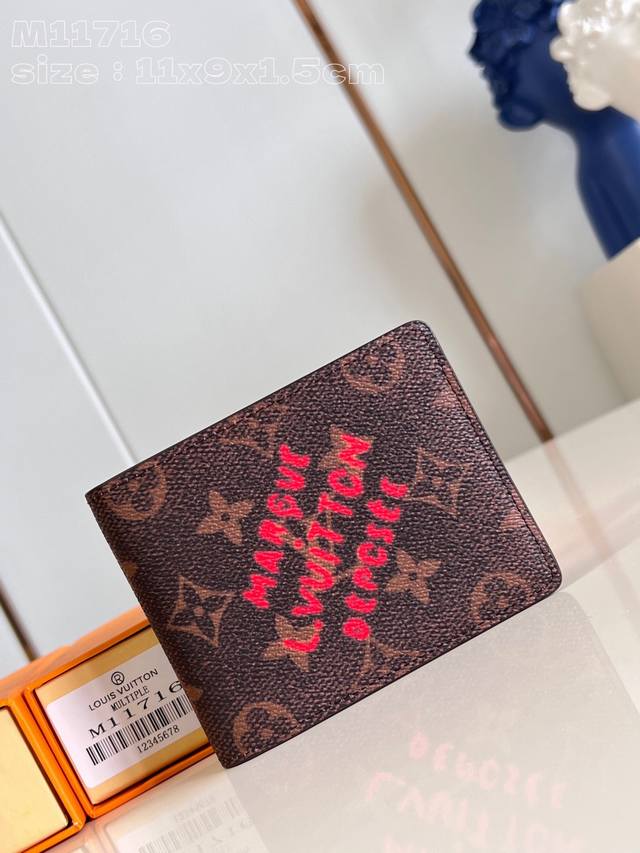 M11716
size : 11x9x1.5cm
MARQUE
L.VUITTON
DEPOSEE
®
LOUIS VUITTON
MULTIPLE
M11716
12345678